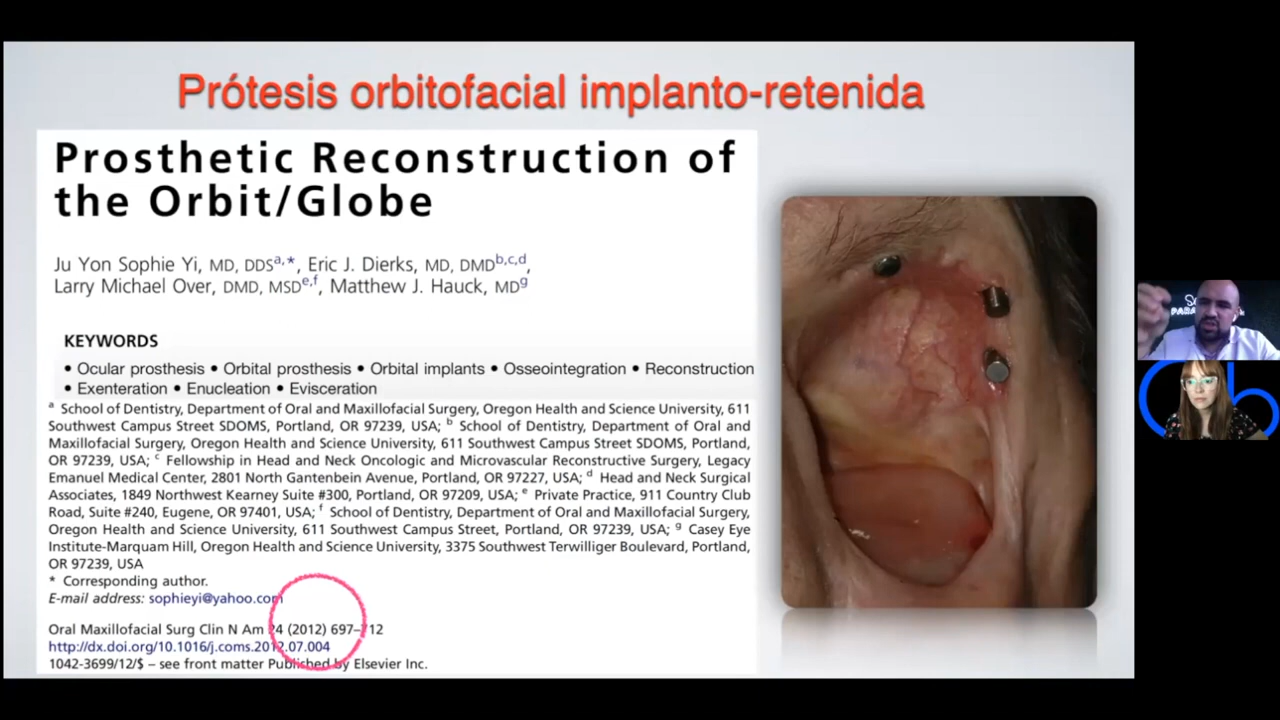 Prótesis orbitofacial implanto-retenida
Prosthetic Reconstruction of
the Orbit/Globe
Ju Yon Sophie Yi, MD, DDSa,*, Eric J. Dierks, MD, DMDb,c,d,
Larry Michael Over, DMD, MSDe,f, Matthew J. Hauck, MDg
KEYWORDS
• Ocular prosthesis • Orbital prosthesis • Orbital implants • Osseointegration • Reconstruction
• Exenteration • Enucleation • Evisceration
a School of Dentistry, Department of Oral and Maxillofacial Surgery, Oregon Health and Science University, 611
Southwest Campus Street SDOMS, Portland, OR 97239, USA; b School of Dentistry, Department of Oral and
Maxillofacial Surgery, Oregon Health and Science University, 611 Southwest Campus Street SDOMS, Portland,
OR 97239, USA; c Fellowship in Head and Neck Oncologic and Microvascular Reconstructive Surgery, Legacy
Emanuel Medical Center, 2801 North Gantenbein Avenue, Portland, OR 97227, USA; d Head and Neck Surgical
Associates, 1849 Northwest Kearney Suite #300, Portland, OR 97209, USA; e Private Practice, 911 Country Club
Road, Suite #240, Eugene, OR 97401, USA; f School of Dentistry, Department of Oral and Maxillofacial Surgery,
Oregon Health and Science University, 611 Southwest Campus Street, Portland, OR 97239, USA; g Casey Eye
Institute-Marquam Hill, Oregon Health and Science University, 3375 Southwest Terwilliger Boulevard, Portland,
OR 97239, USA
* Corresponding author.
E-mail address: sophieyi@yahoo.com
Oral Maxillofacial Surg Clin N Am 24 (2012) 697–712
http://dx.doi.org/10.1016/j.coms.2012.07.004
1042-3699/12/$ – see front matter Published by Elsevier Inc.